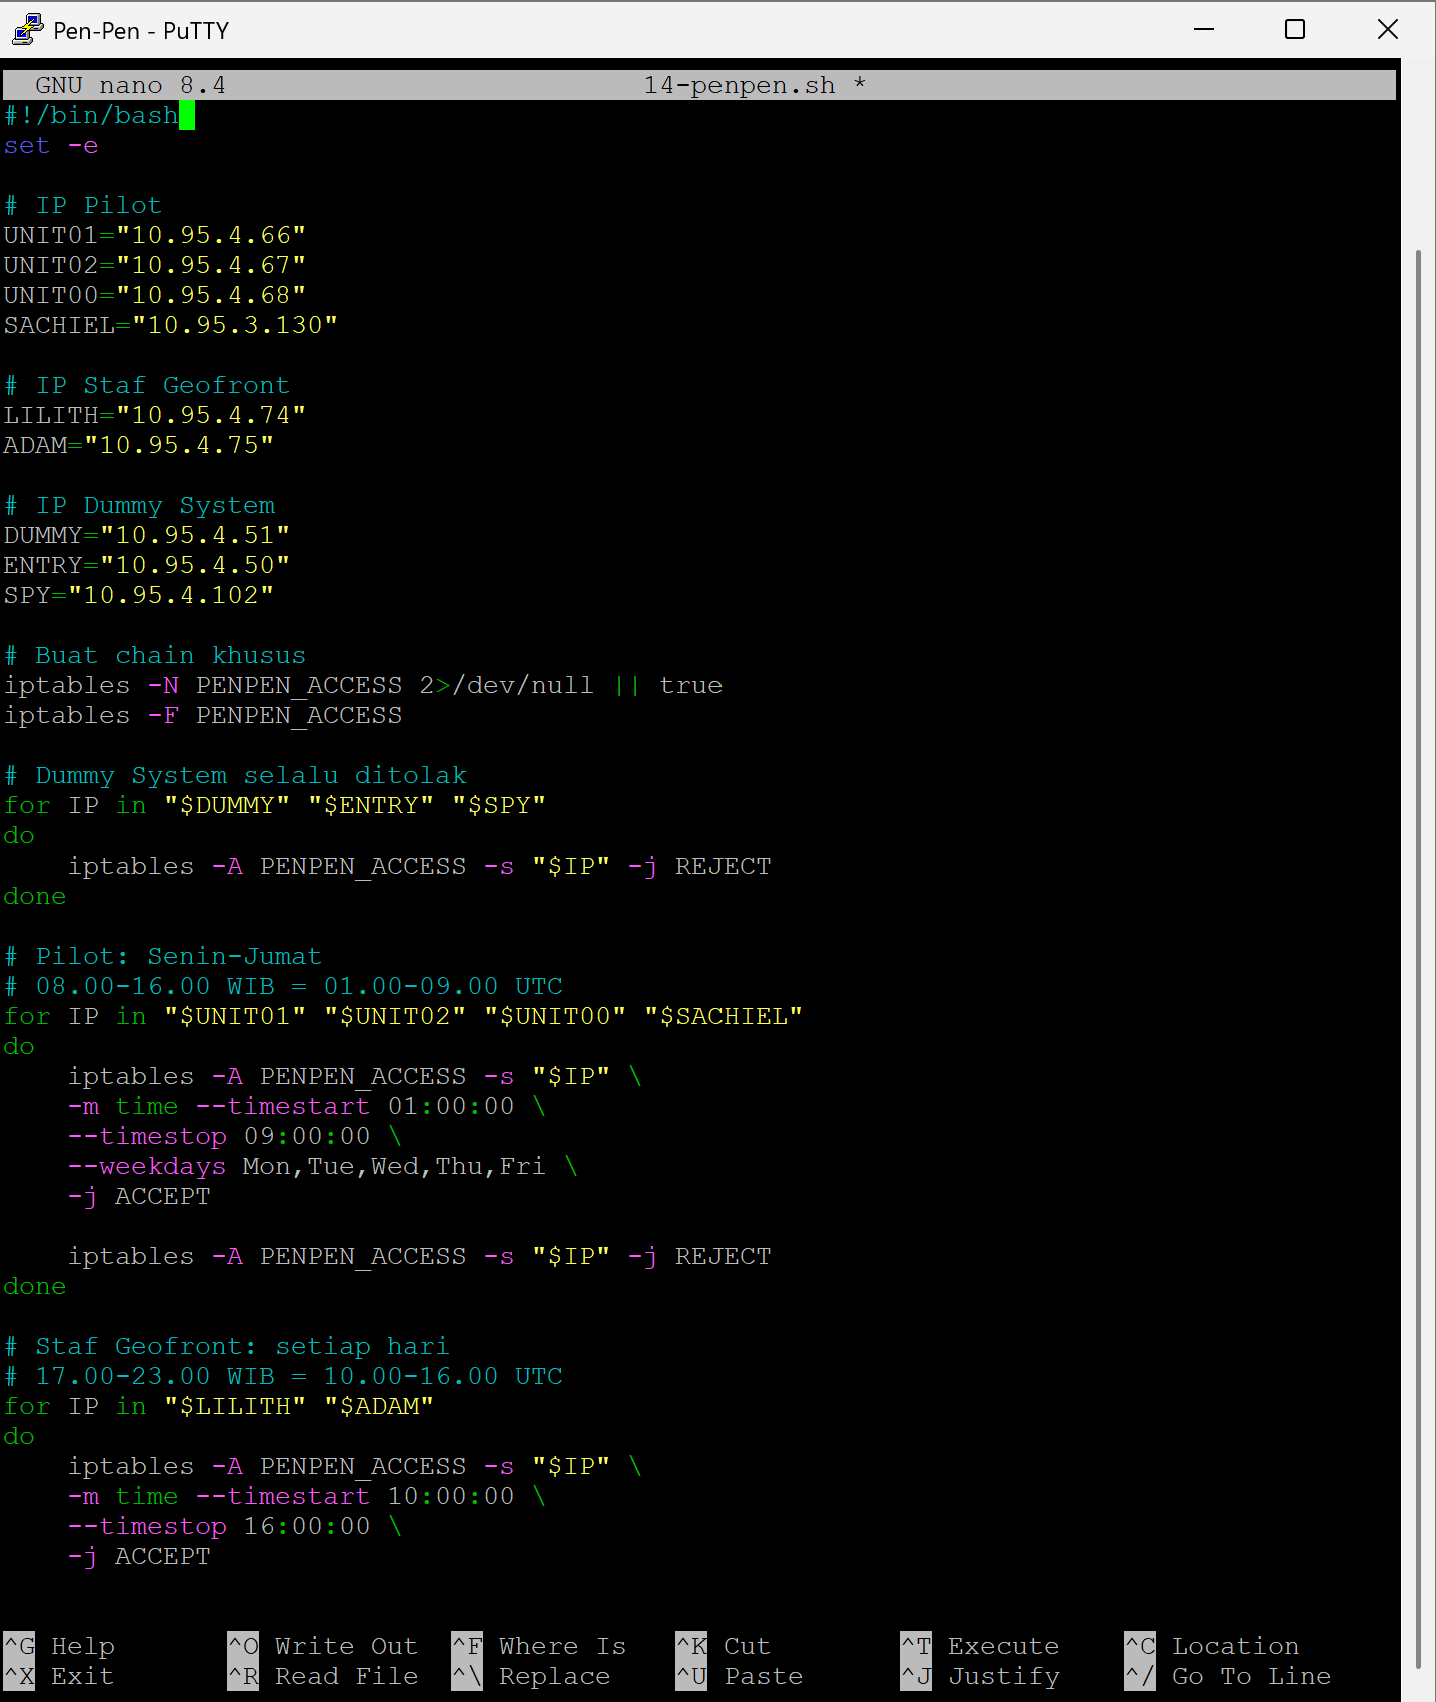 Pen-Pen - PuTTY
GNU nano 8.4 14-penpen.sh *
#!/bin/bash
set -e
# IP Pilot
UNIT01="10.95.4.66"
UNIT02="10.95.4.67"
UNIT00="10.95.4.68"
SACHIEL="10.95.3.130"
# IP Staf Geofront
LILITH="10.95.4.74"
ADAM="10.95.4.75"
# IP Dummy System
DUMMY="10.95.4.51"
ENTRY="10.95.4.50"
SPY="10.95.4.102"
# Buat chain khusus
iptables -N PENPEN_ACCESS 2>/dev/null || true
iptables -F PENPEN_ACCESS
# Dummy System selalu ditolak
for IP in "$DUMMY" "$ENTRY" "$SPY"
do
    iptables -A PENPEN_ACCESS -s "$IP" -j REJECT
done
# Pilot: Senin-Jumat
# 08.00-16.00 WIB = 01.00-09.00 UTC
for IP in "$UNIT01" "$UNIT02" "$UNIT00" "$SACHIEL"
do
    iptables -A PENPEN_ACCESS -s "$IP" \
    -m time --timestart 01:00:00 \
    --timestop 09:00:00 \
    --weekdays Mon,Tue,Wed,Thu,Fri \
    -j ACCEPT
    iptables -A PENPEN_ACCESS -s "$IP" -j REJECT
done
# Staf Geofront: setiap hari
# 17.00-23.00 WIB = 10.00-16.00 UTC
for IP in "$LILITH" "$ADAM"
do
    iptables -A PENPEN_ACCESS -s "$IP" \
    -m time --timestart 10:00:00 \
    --timestop 16:00:00 \
    -j ACCEPT
^G Help ^O Write Out ^F Where Is ^K Cut ^T Execute ^C Location
^X Exit ^R Read File ^\ Replace ^U Paste ^J Justify ^/ Go To Line